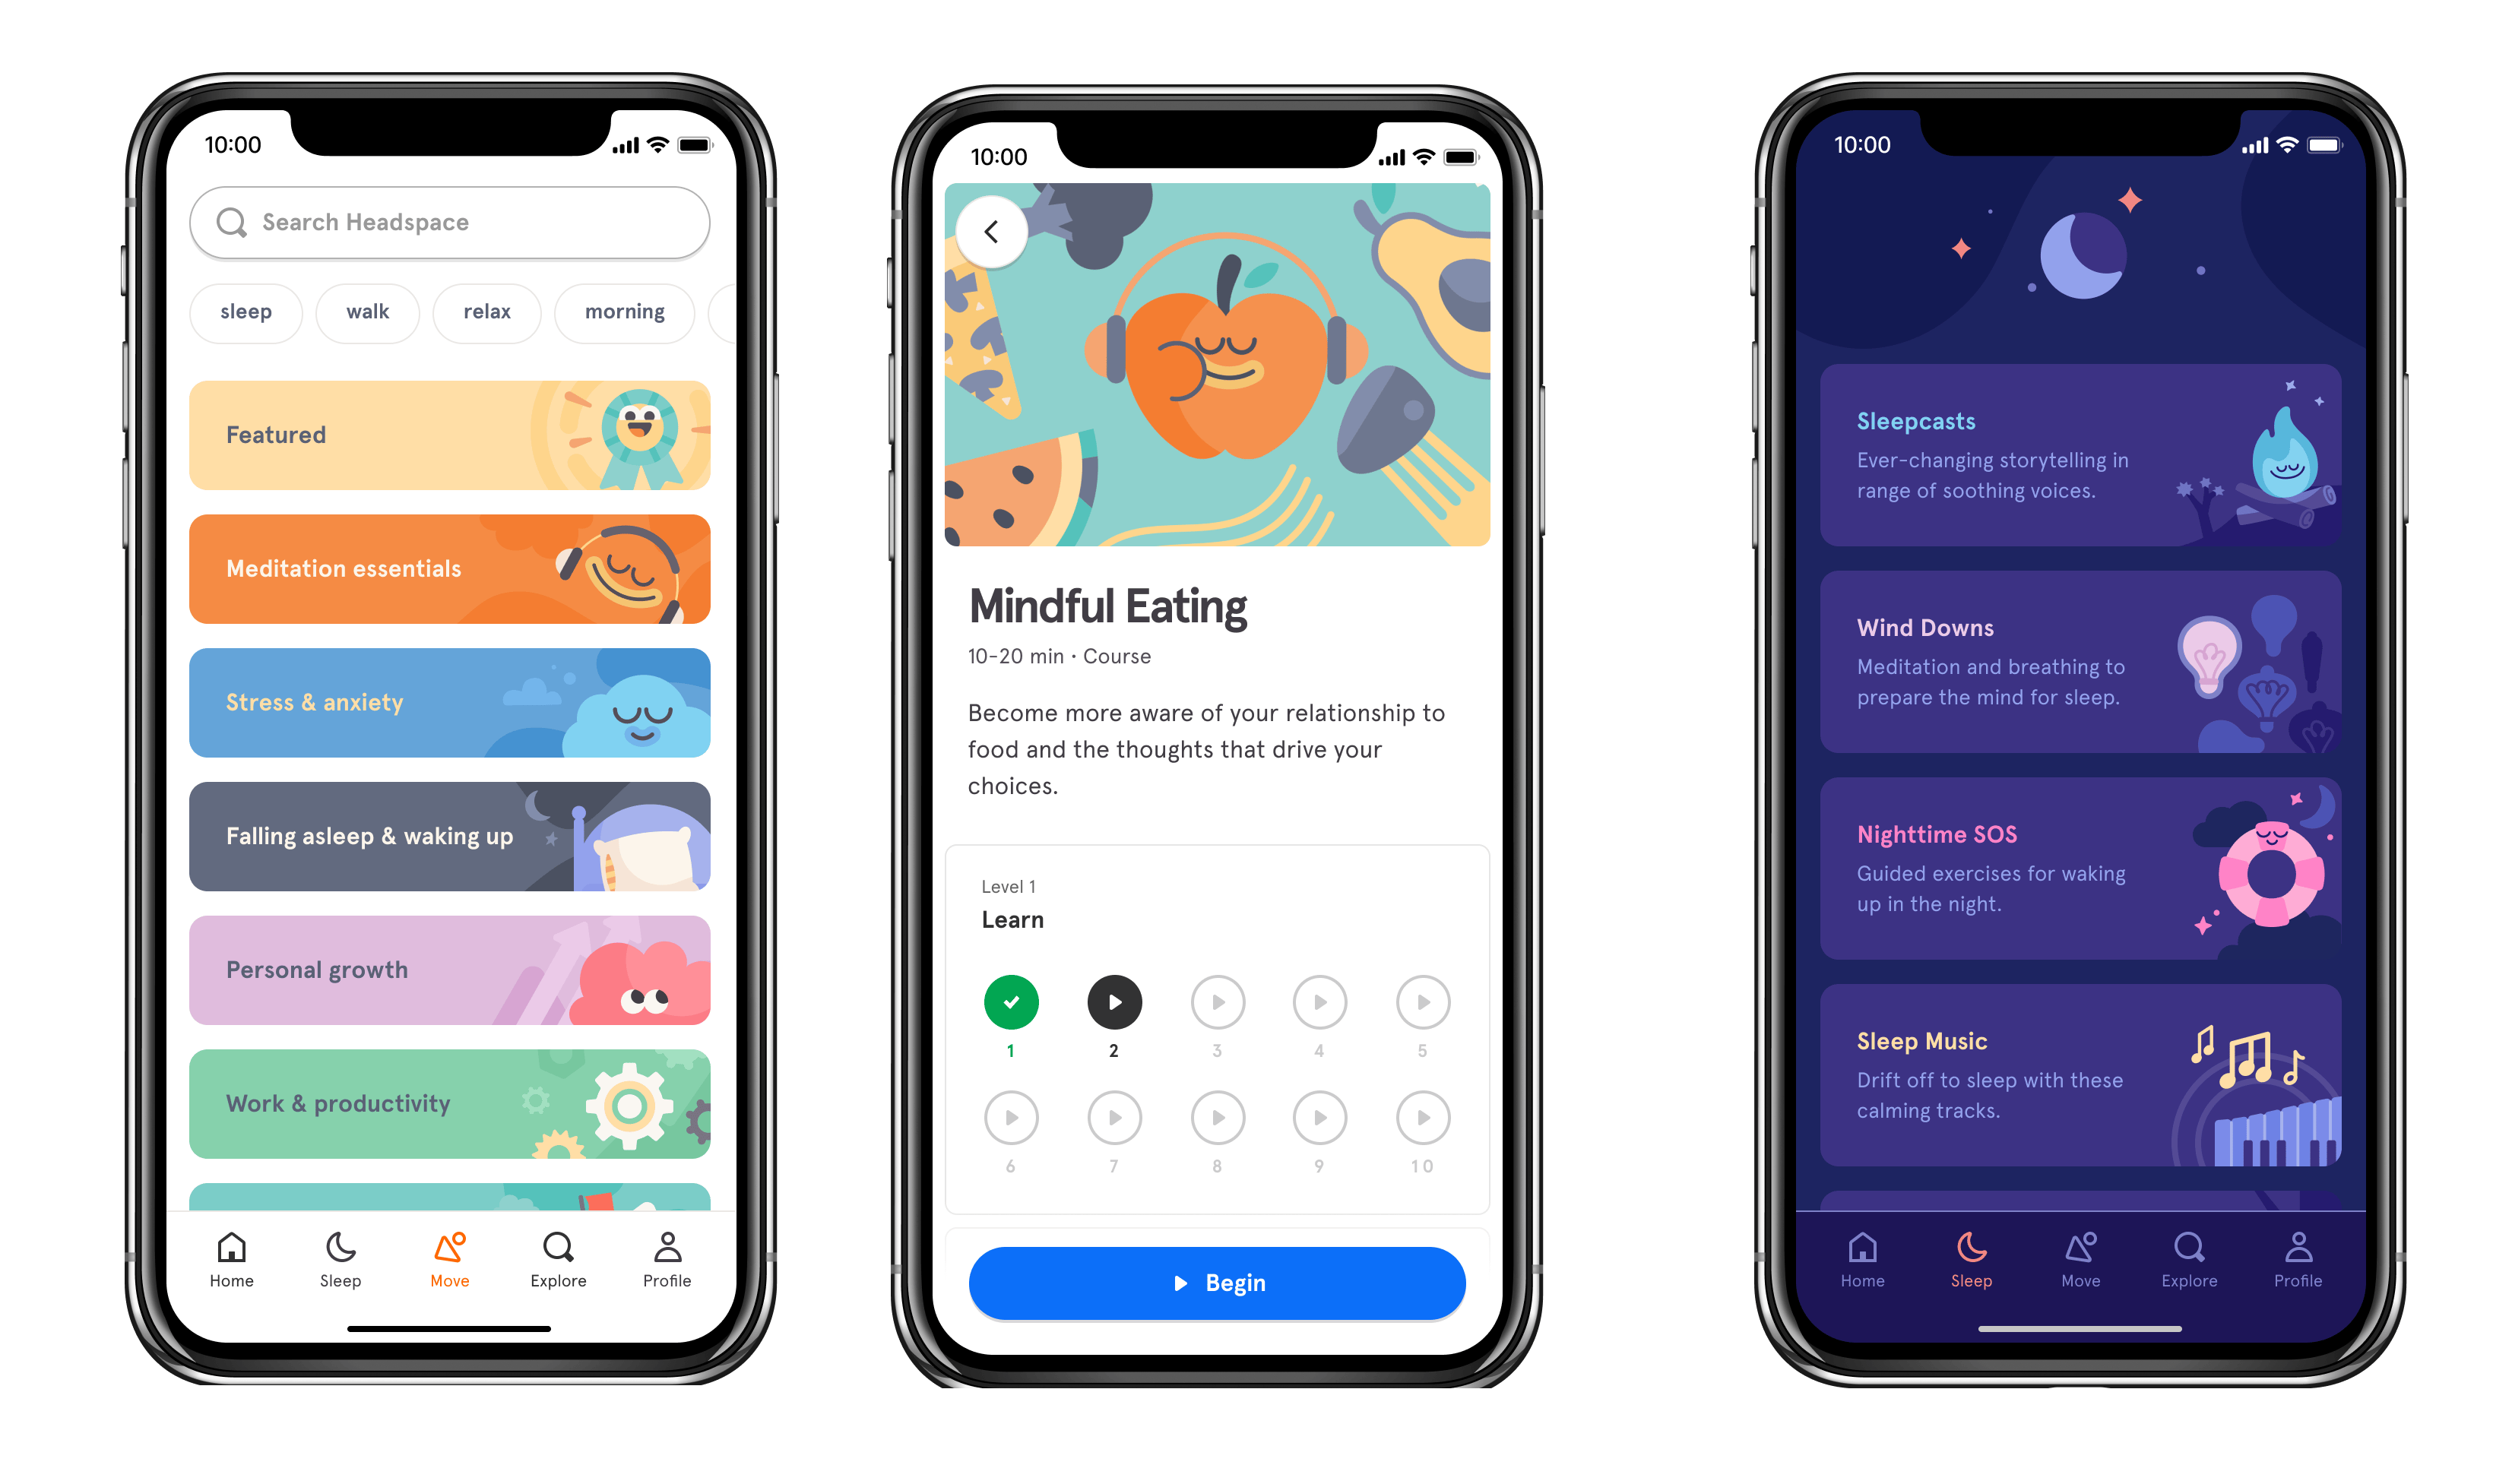 10:00
Search Headspace
sleep
walk
relax
morning
Featured
Meditation essentials
Stress & anxiety
Falling asleep & waking up
Personal growth
Work & productivity
Home
Sleep
Move
Explore
Profile
10:00
Mindful Eating
10-20 min · Course
Become more aware of your relationship to
food and the thoughts that drive your
choices.
Level 1
Learn
1
2
3
4
5
6
7
8
9
10
Begin
10:00
Sleepcasts
Ever-changing storytelling in
range of soothing voices.
Wind Downs
Meditation and breathing to
prepare the mind for sleep.
Nighttime SOS
Guided exercises for waking
up in the night.
Sleep Music
Drift off to sleep with these
calming tracks.
Home
Sleep
Move
Explore
Profile